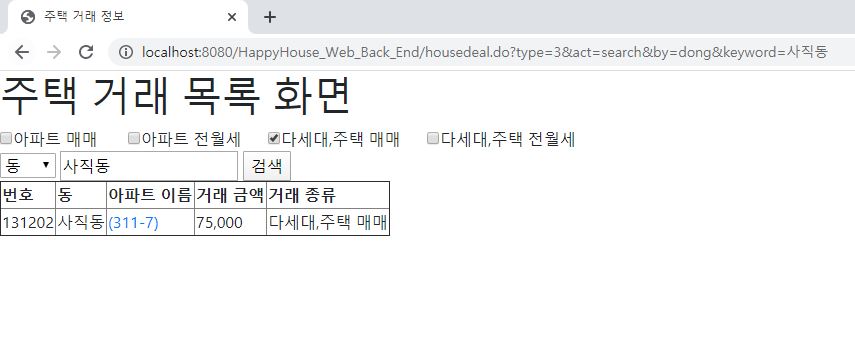 주택 거래 정보
localhost:8080/HappyHouse_Web_Back_End/housedeal.do?type=3&act=search&by=dong&keyword=사직동
주택 거래 목록 화면
아파트 매매 아파트 전월세 다세대,주택 매매 다세대,주택 전월세
동 사직동 검색
번호 동 아파트 이름 거래 금액 거래 종류
131202 사직동 (311-7) 75,000 다세대,주택 매매